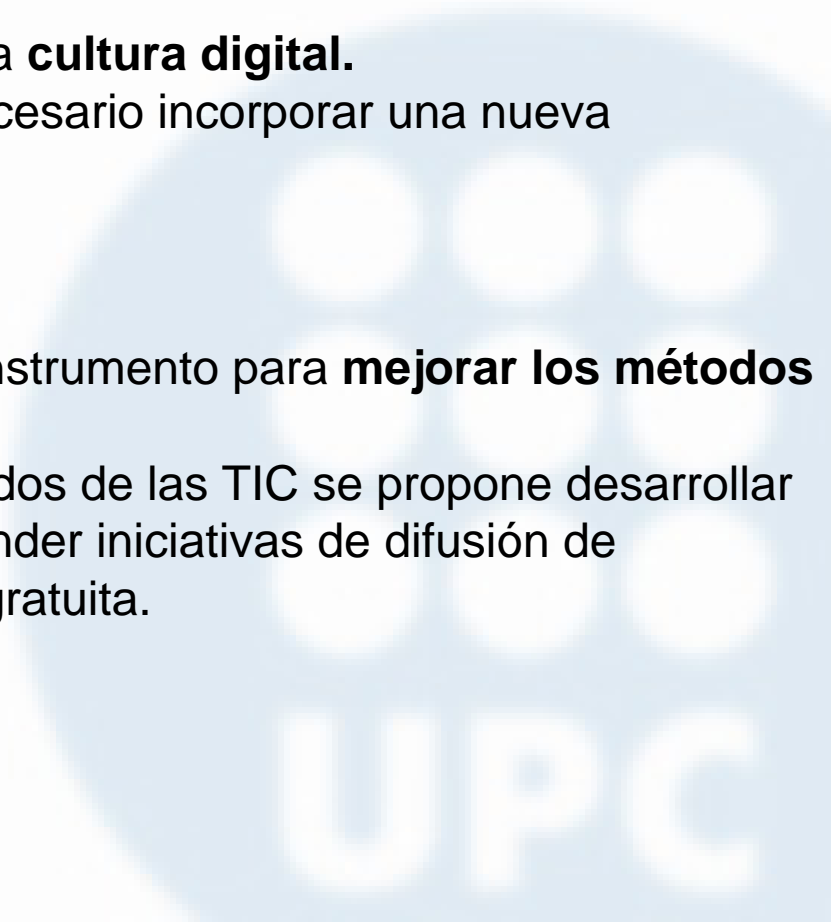 a cultura digital.
cesario incorporar una nueva
nstrumento para mejorar los métodos
dos de las TIC se propone desarrollar
nder iniciativas de difusión de
gratuita.
UPC